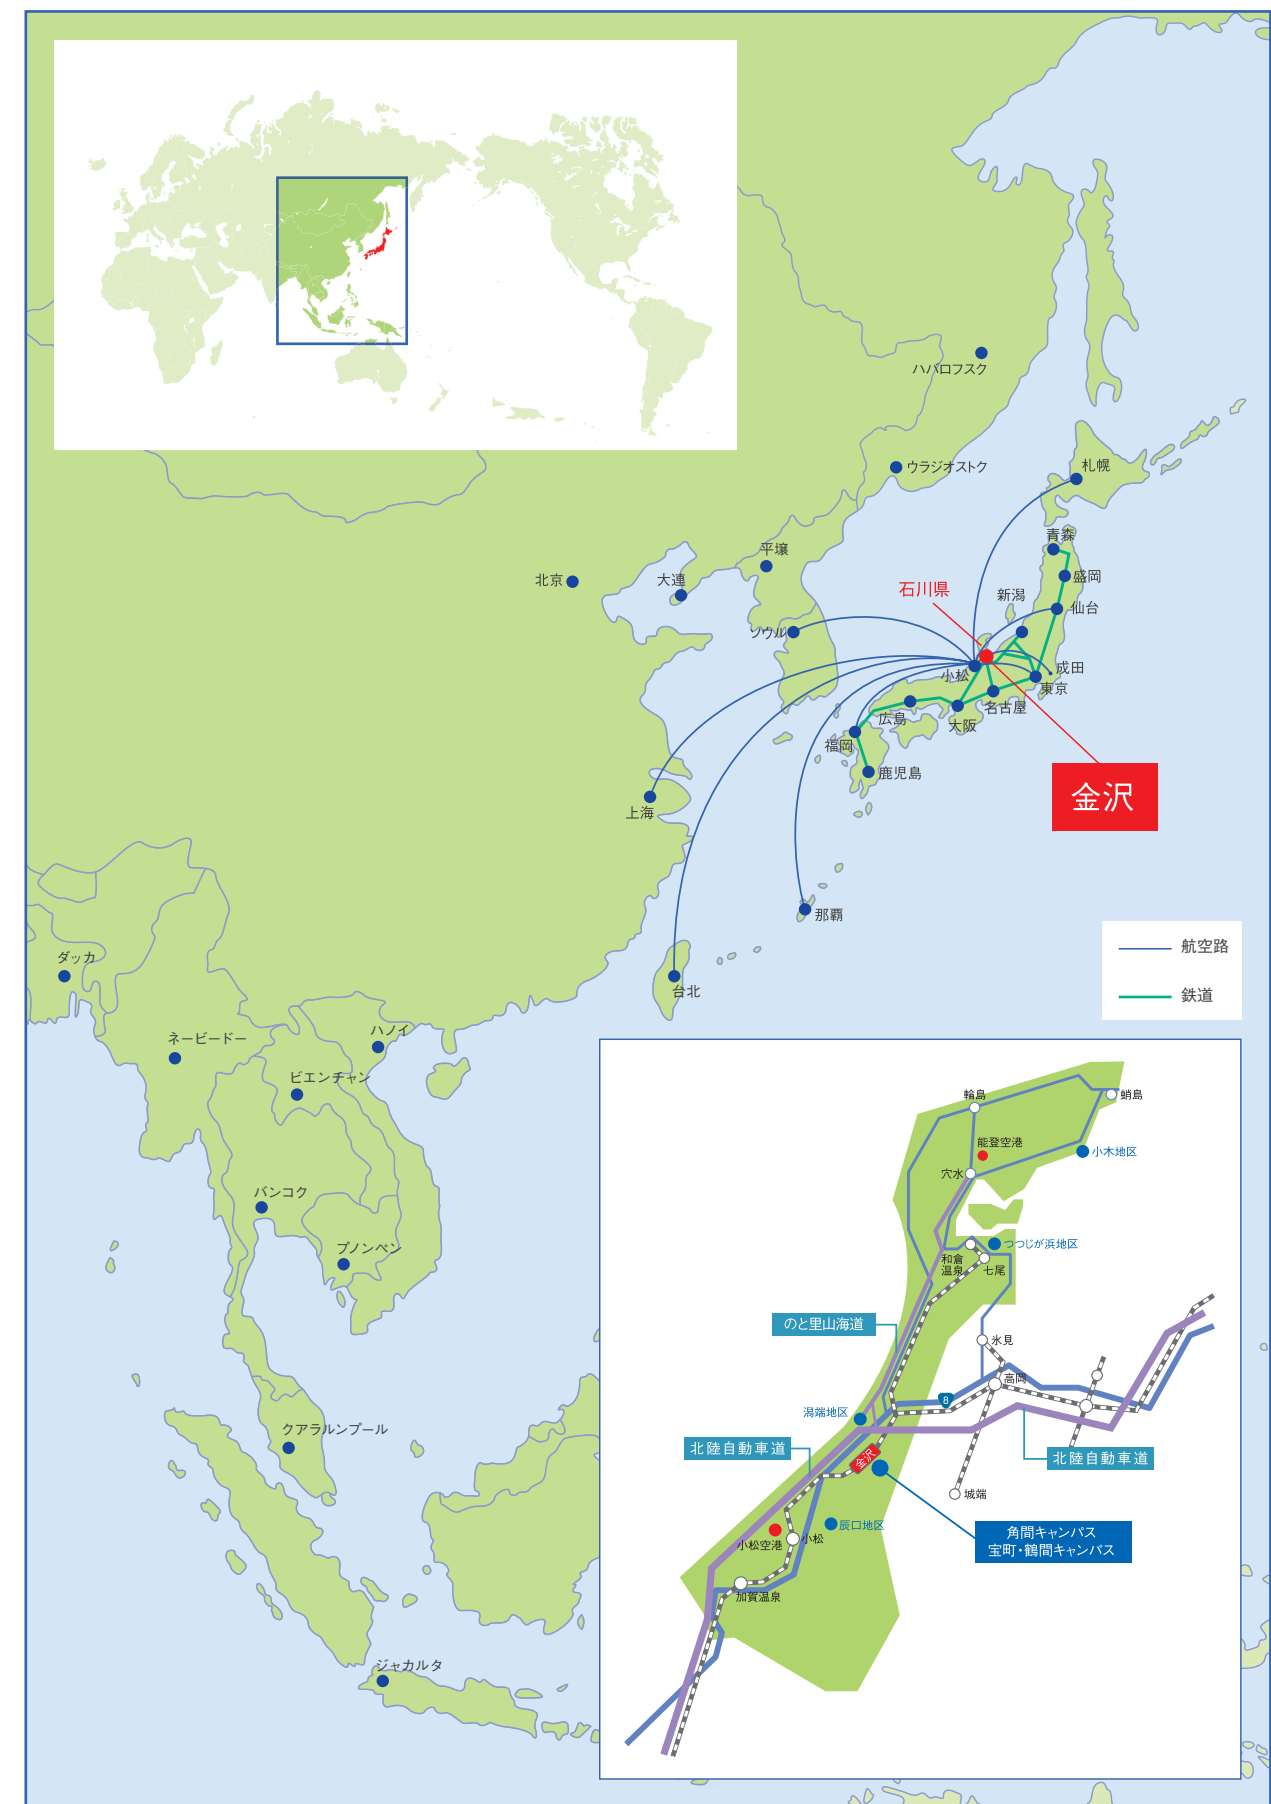 ハバロフスク
ウラジオストク
札幌
青森
平壌
北京
大連
盛岡
石川県
新潟
仙台
ソウル
小松
成田
東京
名古屋
広島
大阪
福岡
鹿児島
金沢
上海
那覇
航空路
ダッカ
台北
鉄道
ネーピードー
ハノイ
ビエンチャン
バンコク
プノンペン
クアラルンプール
ジャカルタ
輪島
蛸島
能登空港
小木地区
穴水
つつじが浜地区
和倉
温泉
七尾
のと里山海道
氷見
高岡
8
潟端地区
北陸自動車道
金沢
北陸自動車道
城端
辰口地区
角間キャンパス
宝町・鶴間キャンパス
小松空港
小松
加賀温泉